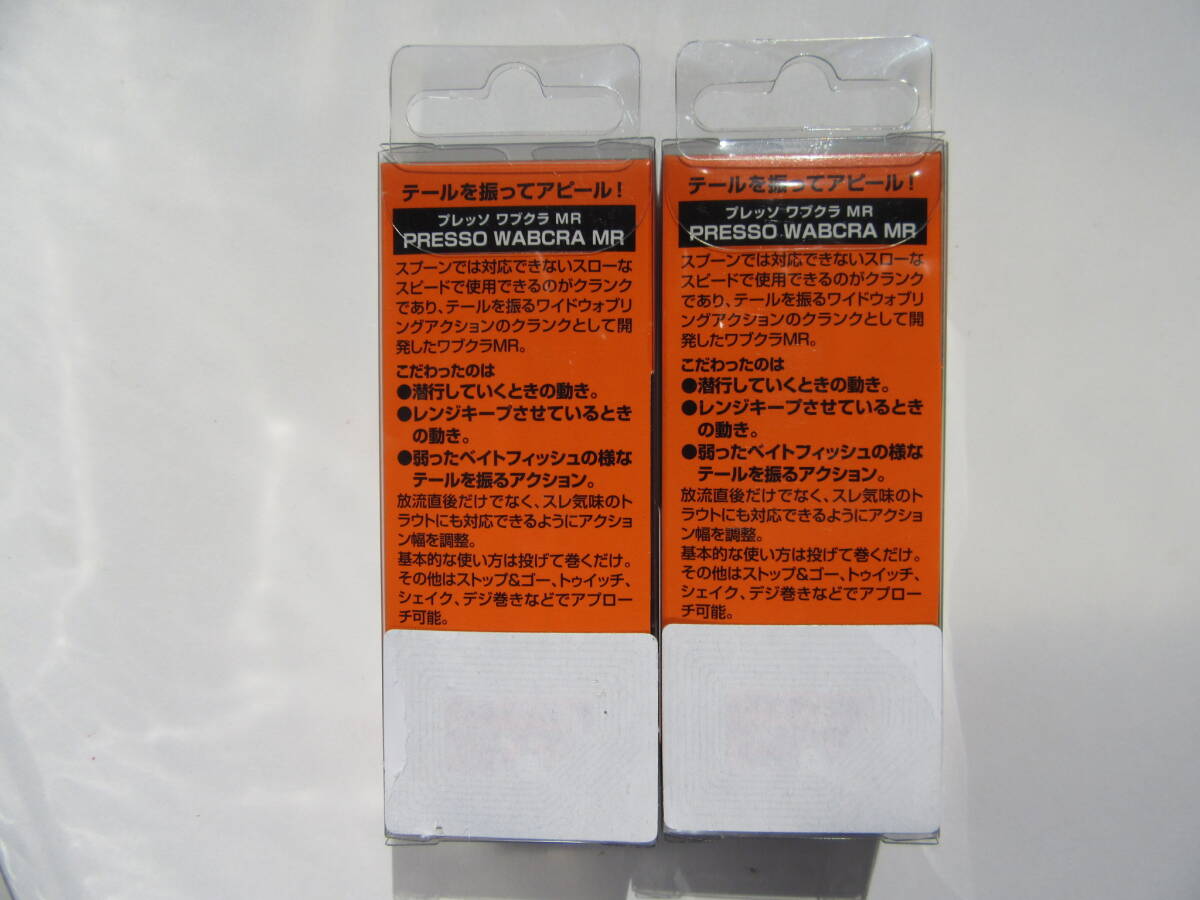 テールを振ってアピール!
プレッソ ワブクラ MR
PRESSO WABCRA MR
スプーンでは対応できないスローな
スピードで使用できるのがクランク
であり、テールを振るワイドウォブリ
ングアクションのクランクとして開
発したワブクラMR。
こだわったのは
●潜行していくときの動き。
●レンジキープさせているとき
の動き。
●弱ったベイトフィッシュの様な
テールを振るアクション。
放流直後だけでなく、スレ気味のト
ラウトにも対応できるようにアクショ
ン幅を調整。
基本的な使い方は投げて巻くだけ。
その他はストップ&ゴー、トゥイッチ、
シェイク、デジ巻きなどでアプロー
チ可能。
テールを振ってアピール!
プレッソ ワブクラ MR
PRESSO WABCRA MR
スプーンでは対応できないスローな
スピードで使用できるのがクランク
であり、テールを振るワイドウォブリ
ングアクションのクランクとして開
発したワブクラMR。
こだわったのは
●潜行していくときの動き。
●レンジキープさせているとき
の動き。
●弱ったベイトフィッシュの様な
テールを振るアクション。
放流直後だけでなく、スレ気味のト
ラウトにも対応できるようにアクショ
ン幅を調整。
基本的な使い方は投げて巻くだけ。
その他はストップ&ゴー、トゥイッチ、
シェイク、デジ巻きなどでアプロー
チ可能。